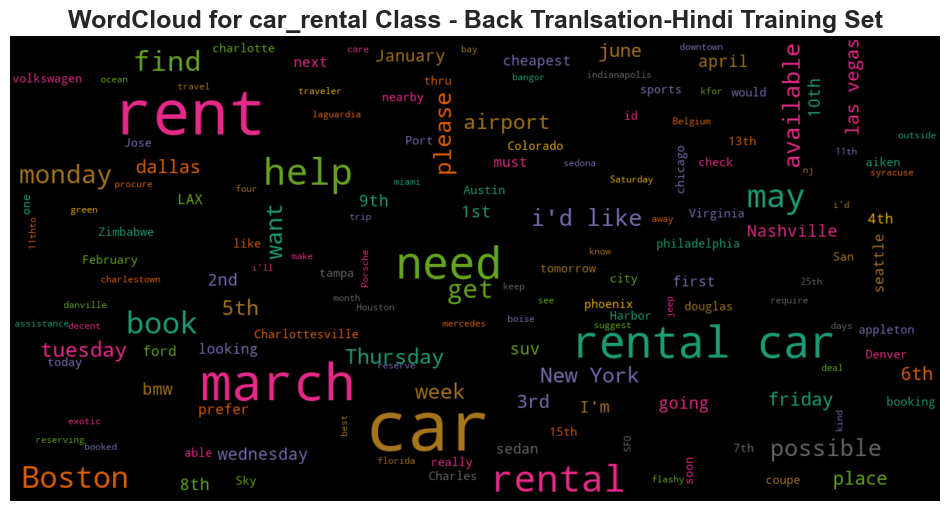 WordCloud for car_rental Class - Back Tranlsation-Hindi Training Set
find charlotte January care bay june downtown available las vegas
volkswagen ocean travel next cheapest indianapolis april 10th
rent traveler nearby thru bangor sports kfor would
laguardia please airport id Belgium outside
Jose Port Colorado 13th 11th
monday dallas help must sedona chicago check aiken
procure LAX four 9th miami Austin Saturday may nj syracuse
one green want trip 1st i'd like away Virginia i'd 4th
11thto Zimbabwe like need know philadelphia Nashville seattle
February i'll make Porsche tampa tomorrow city first San
charlestown 2nd month get keep 25th
danville 5th Houston see phoenix jeep douglas require
assistance decent book Charlottesville mercedes boise suggest Harbor days appleton
tuesday ford looking Thursday suv rental car Denver
today reserve deal
bmw march week New York 6th
prefer car 3rd I'm going friday booking
exotic best
reserving booked able wednesday really 15th sedan SFO 7th kind possible
florida
Boston 8th Sky Charles rental flashy soon coupe place